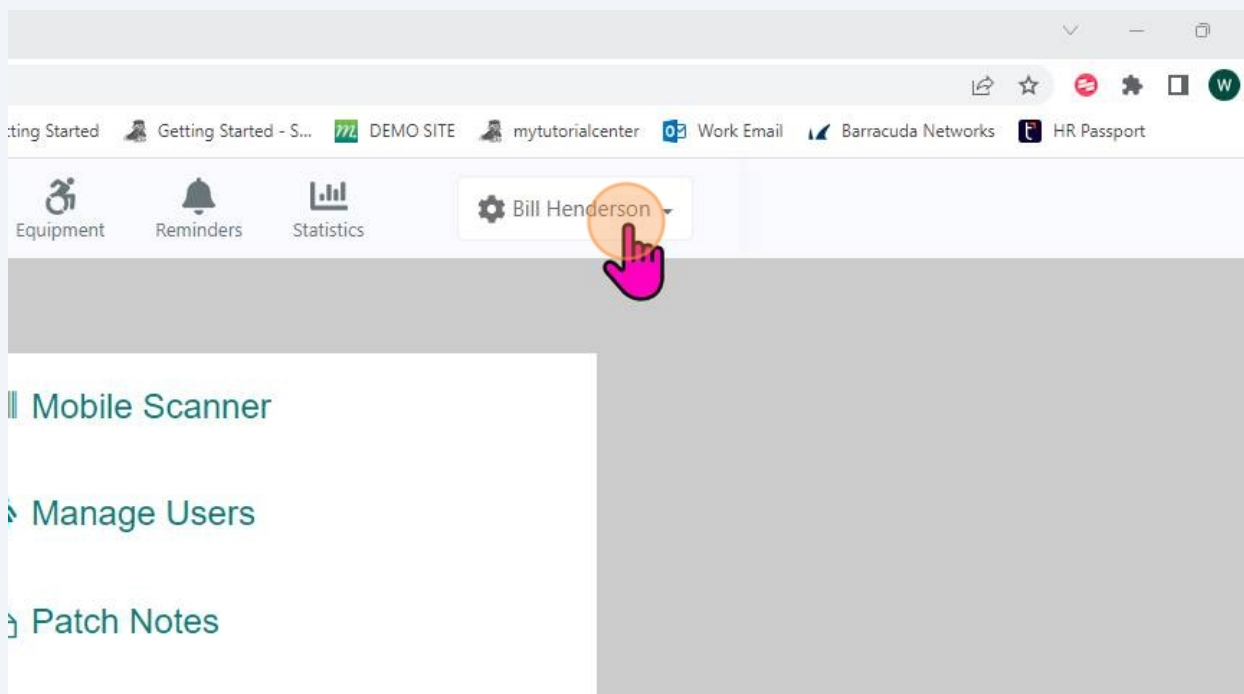 W
tting Started Getting Started - S... DEMO SITE mytutorialcenter Work Email Barracuda Networks HR Passport
Equipment Reminders Statistics Bill Henderson
Mobile Scanner
Manage Users
Patch Notes